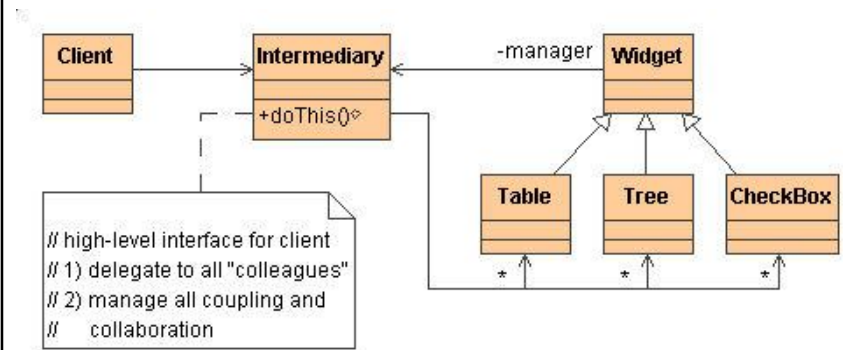 Client
Intermediary
-manager
Widget
+doThis()
Table
Tree
CheckBox
// high-level interface for client
// 1) delegate to all "colleagues"
// 2) manage all coupling and
//    collaboration
*
*
*